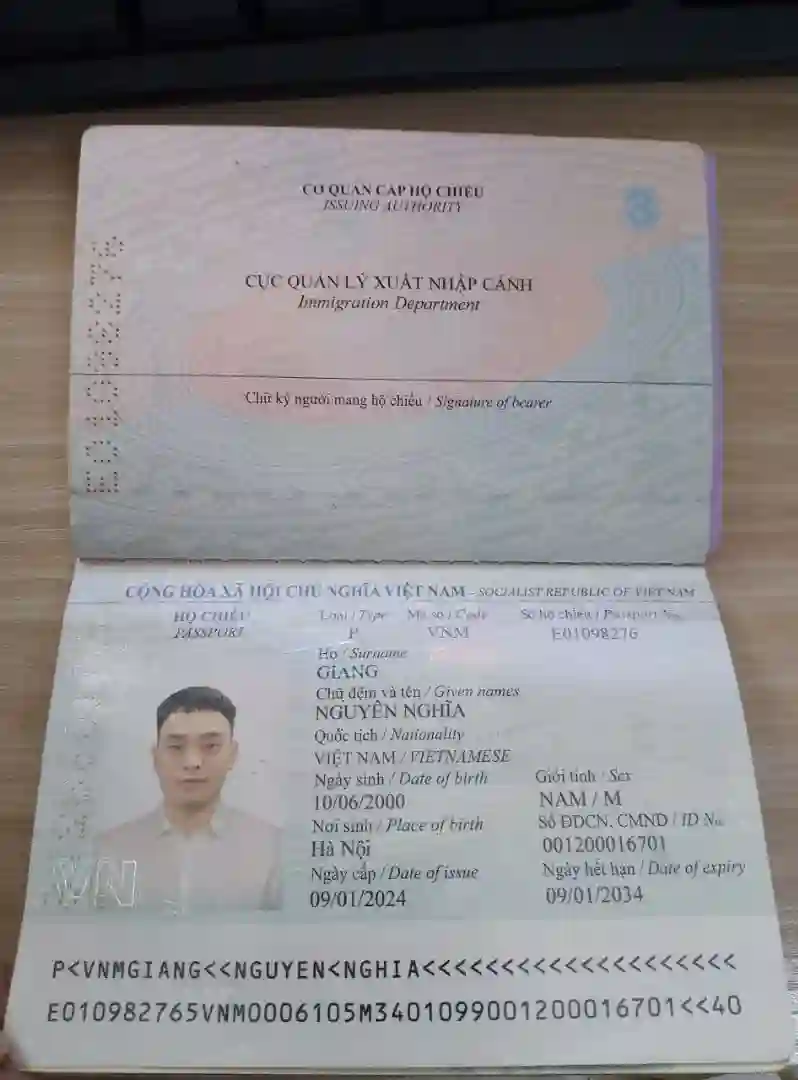 CƠ QUAN CẤP HỘ CHIẾU
ISSUING AUTHORITY
3
CỤC QUẢN LÝ XUẤT NHẬP CẢNH
Immigration Department
Chữ ký người mang hộ chiếu / Signature of bearer
E01098276
CỘNG HÒA XÃ HỘI CHỦ NGHĨA VIỆT NAM - SOCIALIST REPUBLIC OF VIET NAM
HỘ CHIẾU Loại / Type Mã số / Code Số hộ chiếu / Passport No.
PASSPORT P VNM E01098276
Họ / Surname
GIANG
Chữ đệm và tên / Given names
NGUYỄN NGHĨA
Quốc tịch / Nationality
VIỆT NAM / VIETNAMESE
Ngày sinh / Date of birth Giới tính / Sex
10/06/2000 NAM / M
Nơi sinh / Place of birth Số ĐDCN, CMND / ID No.
Hà Nội 001200016701
Ngày cấp / Date of issue Ngày hết hạn / Date of expiry
09/01/2024 09/01/2034
VN
P<VNMGIANG<<NGUYEN<NGHIA<<<<<<<<<<<<<<<<<<<<
E010982765VNM0006105M3401099001200016701<<40